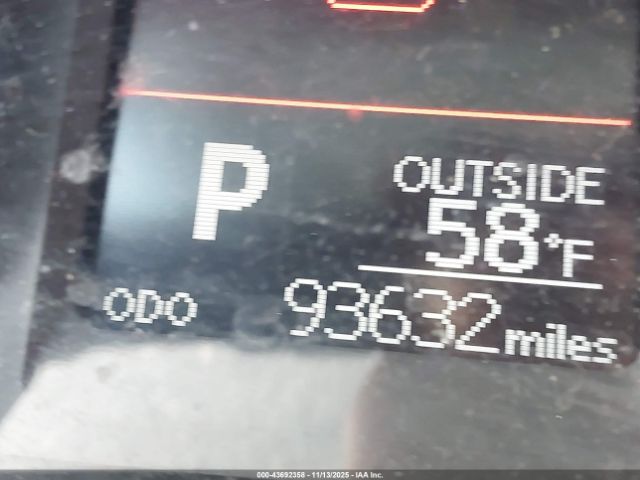 P
OUTSIDE
58°F
ODO 93632 miles
000-43692358 - 11/13/2025 - IAA Inc.